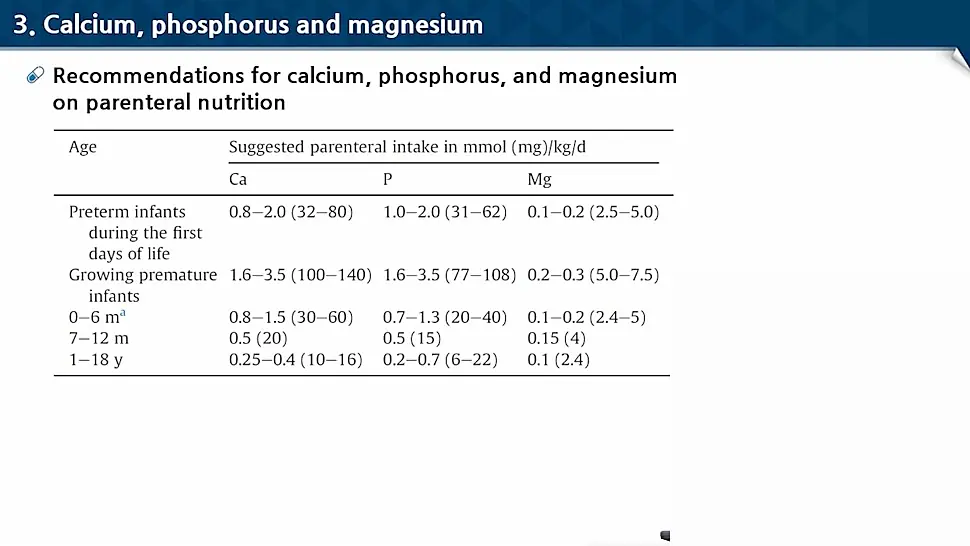 3. Calcium, phosphorus and magnesium
Recommendations for calcium, phosphorus, and magnesium
on parenteral nutrition
Age Suggested parenteral intake in mmol (mg)/kg/d
Ca P Mg
Preterm infants 0.8–2.0 (32–80) 1.0–2.0 (31–62) 0.1–0.2 (2.5–5.0)
during the first
days of life
Growing premature 1.6–3.5 (100–140) 1.6–3.5 (77–108) 0.2–0.3 (5.0–7.5)
infants
0–6 mᵃ 0.8–1.5 (30–60) 0.7–1.3 (20–40) 0.1–0.2 (2.4–5)
7–12 m 0.5 (20) 0.5 (15) 0.15 (4)
1–18 y 0.25–0.4 (10–16) 0.2–0.7 (6–22) 0.1 (2.4)